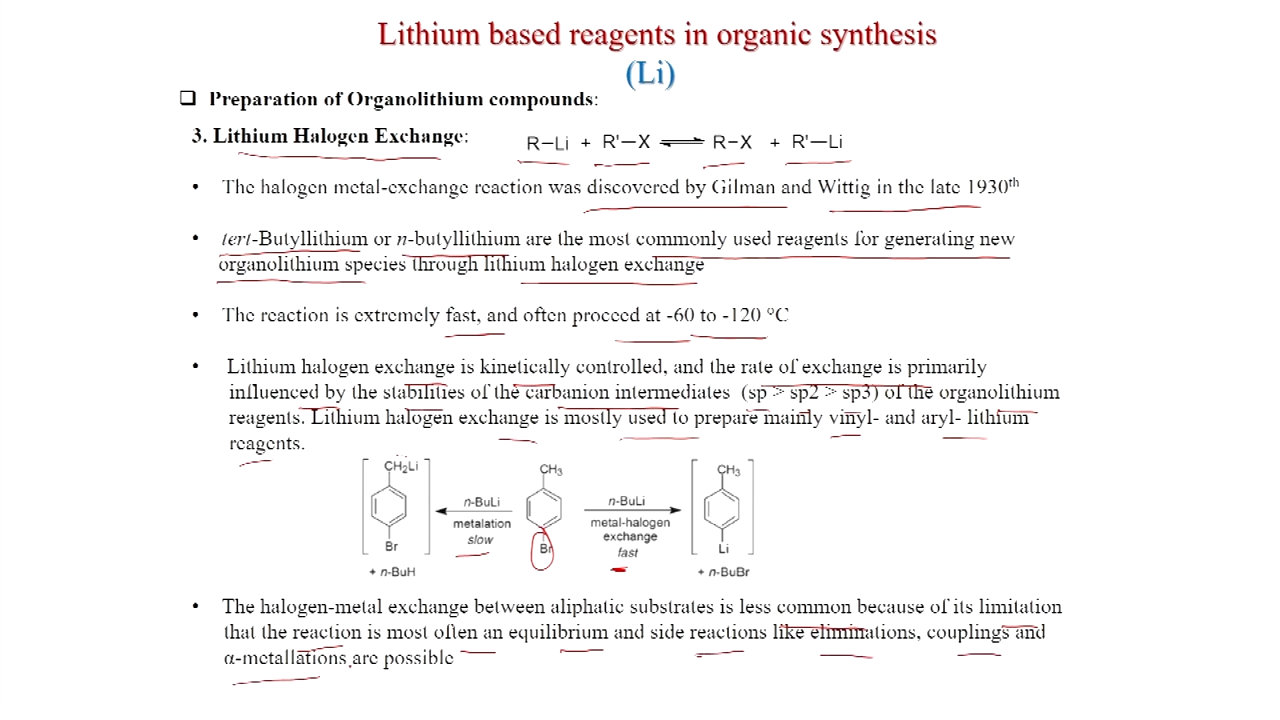 Lithium based reagents in organic synthesis
(Li)
❑ Preparation of Organolithium compounds:
3. Lithium Halogen Exchange: R−Li + R'−X ⇌ R−X + R'−Li
• The halogen metal-exchange reaction was discovered by Gilman and Wittig in the late 1930th
• tert-Butyllithium or n-butyllithium are the most commonly used reagents for generating new
organolithium species through lithium halogen exchange
• The reaction is extremely fast, and often proceed at -60 to -120 °C
• Lithium halogen exchange is kinetically controlled, and the rate of exchange is primarily
influenced by the stabilities of the carbanion intermediates (sp > sp2 > sp3) of the organolithium
reagents. Lithium halogen exchange is mostly used to prepare mainly vinyl- and aryl- lithium
reagents.
CH2Li
Br
+ n-BuH
n-BuLi
metalation
slow
CH3
Br
n-BuLi
metal-halogen
exchange
fast
CH3
Li
+ n-BuBr
• The halogen-metal exchange between aliphatic substrates is less common because of its limitation
that the reaction is most often an equilibrium and side reactions like eliminations, couplings and
α-metallations are possible